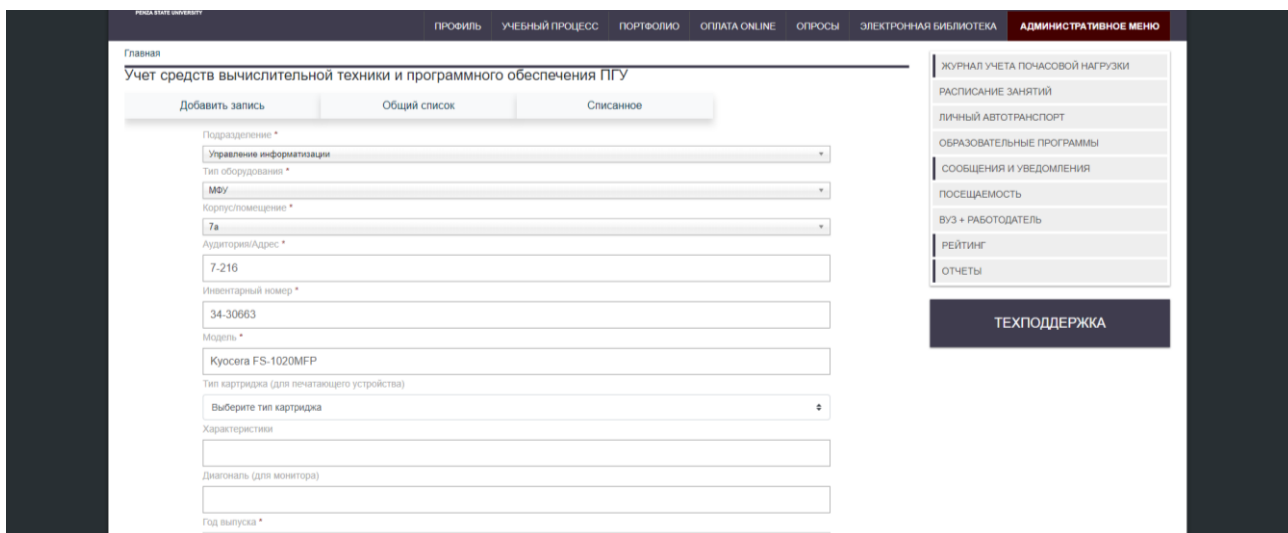 PENZA STATE UNIVERSITY
ПРОФИЛЬ УЧЕБНЫЙ ПРОЦЕСС ПОРТФОЛИО ОПЛАТА ONLINE ОПРОСЫ ЭЛЕКТРОННАЯ БИБЛИОТЕКА АДМИНИСТРАТИВНОЕ МЕНЮ
Главная
Учет средств вычислительной техники и программного обеспечения ПГУ
Добавить запись Общий список Списанное
Подразделение *
Управление информатизации
Тип оборудования *
МФУ
Корпус/помещение *
7а
Аудитория/Адрес *
7-216
Инвентарный номер *
34-30663
Модель *
Kyocera FS-1020MFP
Тип картриджа (для печатающего устройства)
Выберите тип картриджа
Характеристики
Диагональ (для монитора)
Год выпуска *
ЖУРНАЛ УЧЕТА ПОЧАСОВОЙ НАГРУЗКИ
РАСПИСАНИЕ ЗАНЯТИЙ
ЛИЧНЫЙ АВТОТРАНСПОРТ
ОБРАЗОВАТЕЛЬНЫЕ ПРОГРАММЫ
СООБЩЕНИЯ И УВЕДОМЛЕНИЯ
ПОСЕЩАЕМОСТЬ
ВУЗ + РАБОТОДАТЕЛЬ
РЕЙТИНГ
ОТЧЕТЫ
ТЕХПОДДЕРЖКА